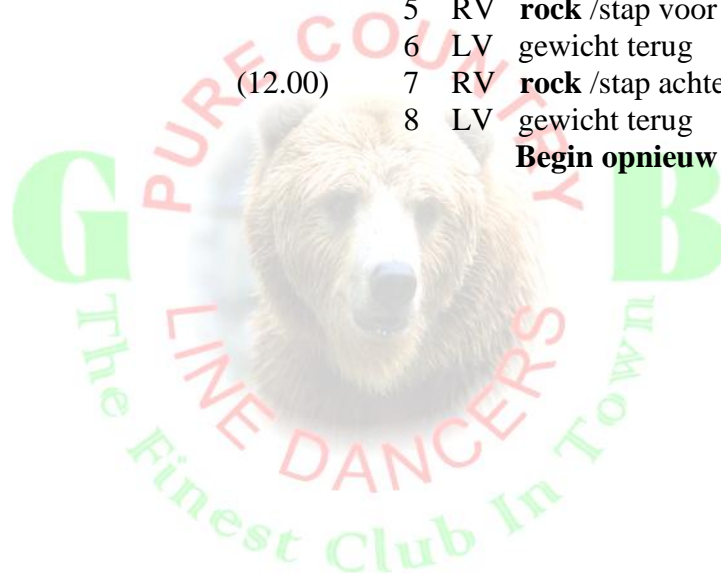 5 RV rock /stap voor
6 LV gewicht terug
(12.00) 7 RV rock /stap achte
8 LV gewicht terug
Begin opnieuw
PURE COUNTRY
G B
LINE DANCERS
The Finest Club In Town